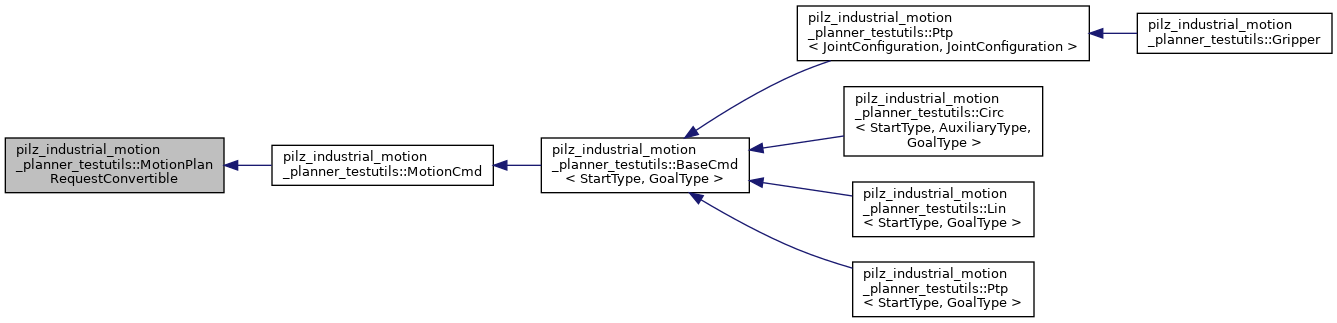 pilz_industrial_motion
_planner_testutils::MotionPlan
RequestConvertible
pilz_industrial_motion
_planner_testutils::MotionCmd
pilz_industrial_motion
_planner_testutils::BaseCmd
< StartType, GoalType >
pilz_industrial_motion
_planner_testutils::Ptp
< JointConfiguration, JointConfiguration >
pilz_industrial_motion
_planner_testutils::Gripper
pilz_industrial_motion
_planner_testutils::Circ
< StartType, AuxiliaryType,
GoalType >
pilz_industrial_motion
_planner_testutils::Lin
< StartType, GoalType >
pilz_industrial_motion
_planner_testutils::Ptp
< StartType, GoalType >